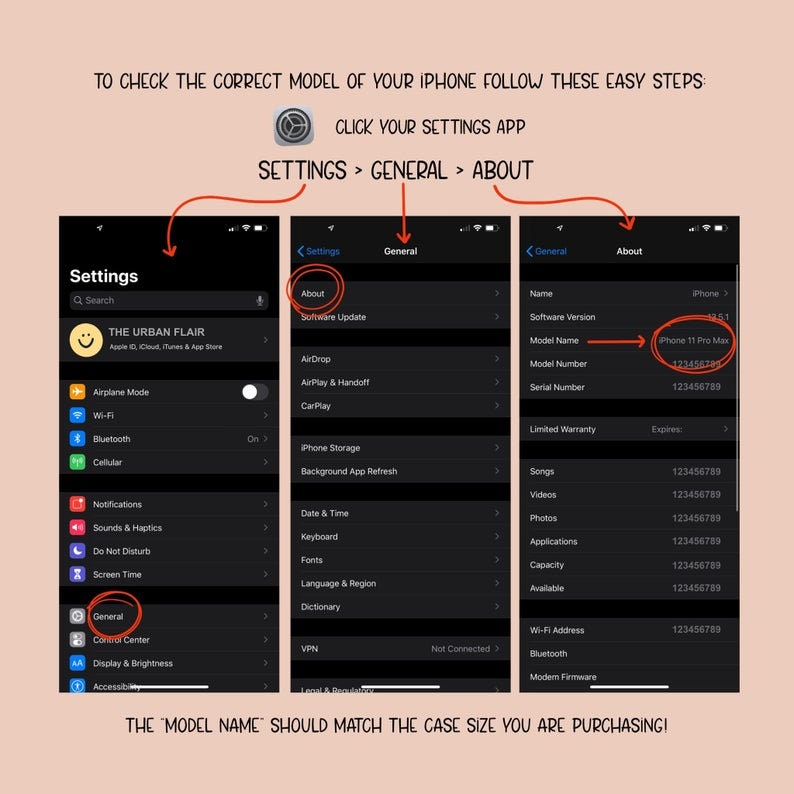 TO CHECK THE CORRECT MODEL OF YOUR iPHONE FOLLOW THESE EASY STEPS:
CLICK YOUR SETTINGS APP
SETTINGS > GENERAL > ABOUT
Settings
Search
THE URBAN FLAIR
Apple ID, iCloud, iTunes & App Store
Airplane Mode
Wi-Fi
Bluetooth On
Cellular
Notifications
Sounds & Haptics
Do Not Disturb
Screen Time
General
Control Center
AA Display & Brightness
Accessibility
Settings General
About
Software Update
AirDrop
AirPlay & Handoff
CarPlay
iPhone Storage
Background App Refresh
Date & Time
Keyboard
Fonts
Language & Region
Dictionary
VPN Not Connected
Legal & Regulatory
General About
Name iPhone
Software Version 13.5.1
Model Name iPhone 11 Pro Max
Model Number 123456789
Serial Number 123456789
Limited Warranty Expires:
Songs 123456789
Videos 123456789
Photos 123456789
Applications 123456789
Capacity 123456789
Available 123456789
Wi-Fi Address 123456789
Bluetooth
Modem Firmware
THE "MODEL NAME" SHOULD MATCH THE CASE SIZE YOU ARE PURCHASING!